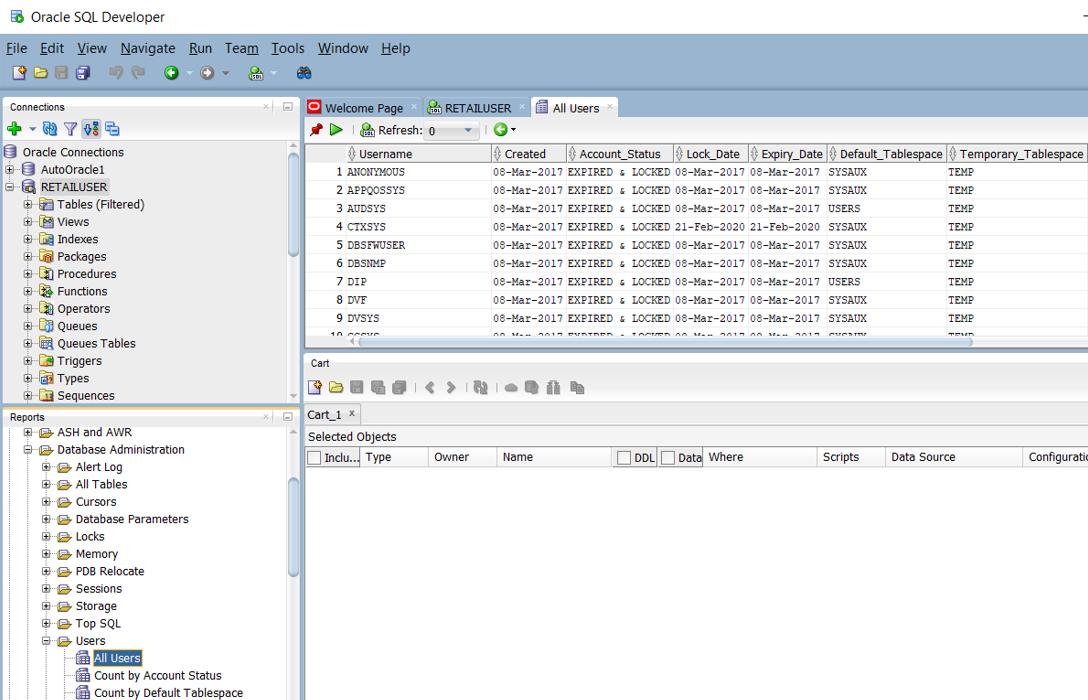 Oracle SQL Developer
File Edit View Navigate Run Team Tools Window Help
Connections
Oracle Connections
AutoOracle1
RETAILUSER
Tables (Filtered)
Views
Indexes
Packages
Procedures
Functions
Operators
Queues
Queues Tables
Triggers
Types
Sequences
Reports
ASH and AWR
Database Administration
Alert Log
All Tables
Cursors
Database Parameters
Locks
Memory
PDB Relocate
Sessions
Storage
Top SQL
Users
All Users
Count by Account Status
Count by Default Tablespace
Welcome Page RETAILUSER All Users
Refresh: 0
Username Created Account_Status Lock_Date Expiry_Date Default_Tablespace Temporary_Tablespace
1 ANONYMOUS 08-Mar-2017 EXPIRED & LOCKED 08-Mar-2017 08-Mar-2017 SYSAUX TEMP
2 APPQOSSYS 08-Mar-2017 EXPIRED & LOCKED 08-Mar-2017 08-Mar-2017 SYSAUX TEMP
3 AUDSYS 08-Mar-2017 EXPIRED & LOCKED 08-Mar-2017 08-Mar-2017 USERS TEMP
4 CTXSYS 08-Mar-2017 EXPIRED & LOCKED 21-Feb-2020 21-Feb-2020 SYSAUX TEMP
5 DBSFWUSER 08-Mar-2017 EXPIRED & LOCKED 08-Mar-2017 08-Mar-2017 SYSAUX TEMP
6 DBSNMP 08-Mar-2017 EXPIRED & LOCKED 08-Mar-2017 08-Mar-2017 SYSAUX TEMP
7 DIP 08-Mar-2017 EXPIRED & LOCKED 08-Mar-2017 08-Mar-2017 USERS TEMP
8 DVF 08-Mar-2017 EXPIRED & LOCKED 08-Mar-2017 08-Mar-2017 SYSAUX TEMP
9 DVSYS 08-Mar-2017 EXPIRED & LOCKED 08-Mar-2017 08-Mar-2017 SYSAUX TEMP
Cart
Cart_1
Selected Objects
Inclu... Type Owner Name DDL Data Where Scripts Data Source Configuratio